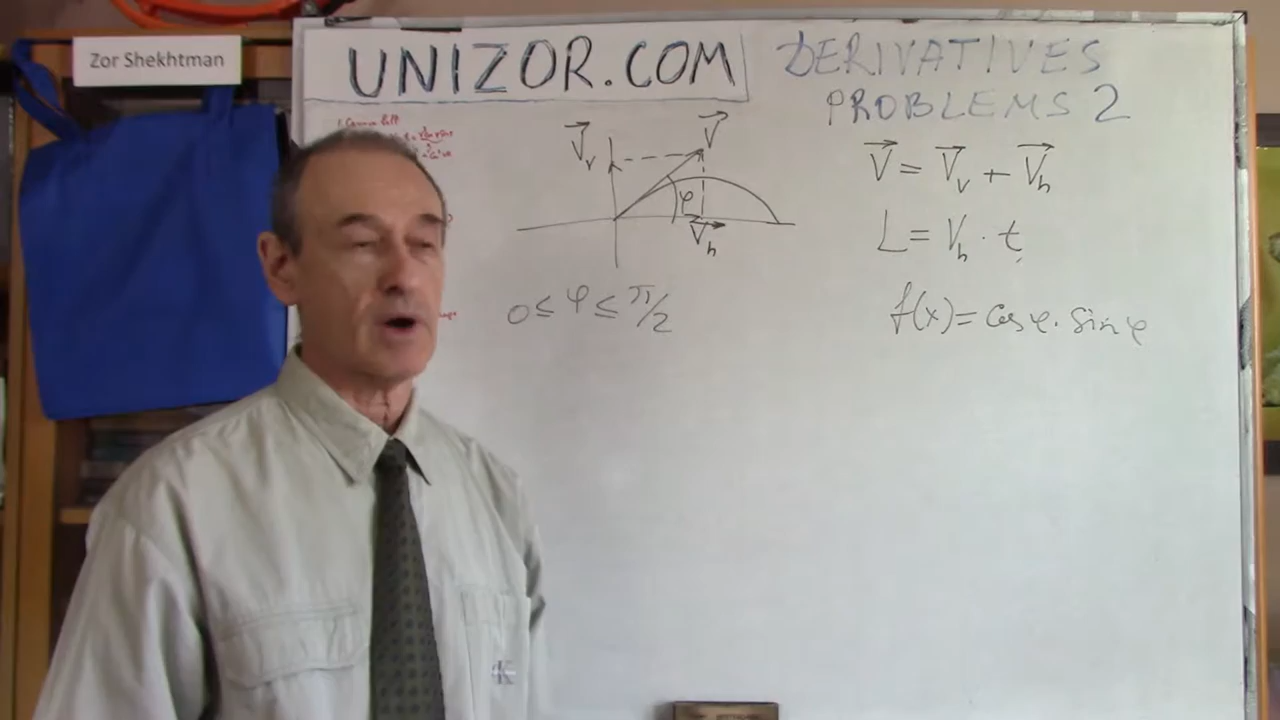 Zor Shekhtman
UNIZOR.COM
DERIVATIVES
PROBLEMS 2
V⃗ᵥ
V⃗
φ
V⃗ₕ
0 ≤ φ ≤ π/2
V⃗ = V⃗ᵥ + V⃗ₕ
L = Vₕ · t
f(x) = cos φ · sin φ